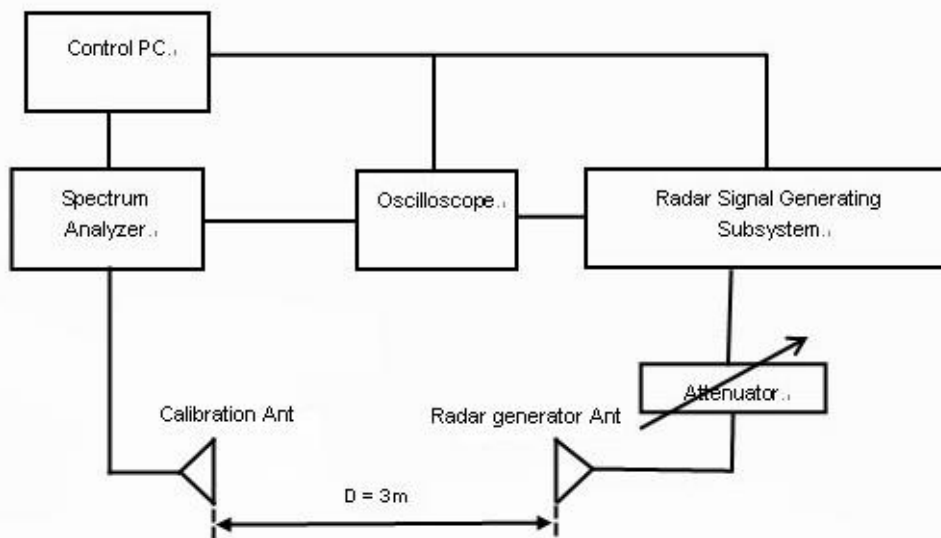 Control PC.
Spectrum
Analyzer.
Oscilloscope.
Radar Signal Generating
Subsystem.
Attenuator.
Calibration Ant
Radar generator Ant
D = 3m